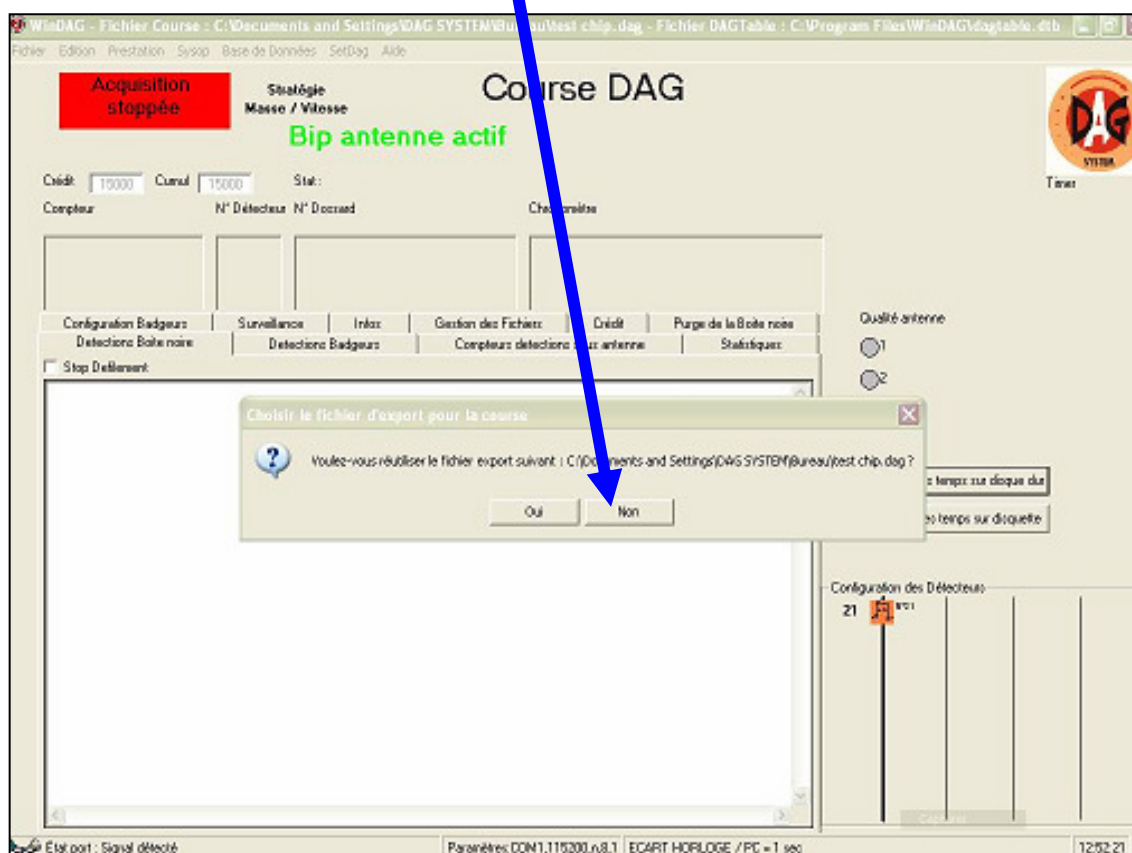 WinDAG - Fichier Course : C:\Documents and Settings\DAG SYSTEM\Bureau\test chip.dag - Fichier DAGTable : C:\Program Files\WinDAG\dagtable.dtb
Fichier Edition Prestation Sysop Base de Données SetDag Aide
Acquisition
stoppée
Stratégie
Masse / Vitesse
Course DAG
Bip antenne actif
DAG
SYSTEM
Crédit 15000 Cumul 15000 Stat :
Timer
Compteur N° Détecteur N° Dossard Chronomètre
Configuration Badgeurs Surveillance Infos Gestion des Fichiers Crédit Purge de la Boite noire
Detections Boite noire Detections Badgeurs Compteurs detections sous antenne Statistiques
Qualité antenne
1
2
Stop Defilement
Choisir le fichier d'export pour la course
Voulez-vous réutiliser le fichier export suivant : C:\Documents and Settings\DAG SYSTEM\Bureau\test chip.dag ?
Oui Non
temps sur disque dur
temps sur disquette
Configuration des Détecteurs
21 N°21
État port : Signal détecté Paramètres: COM1,115200,n,8,1 ECART HORLOGE / PC = 1 sec 12:52:21